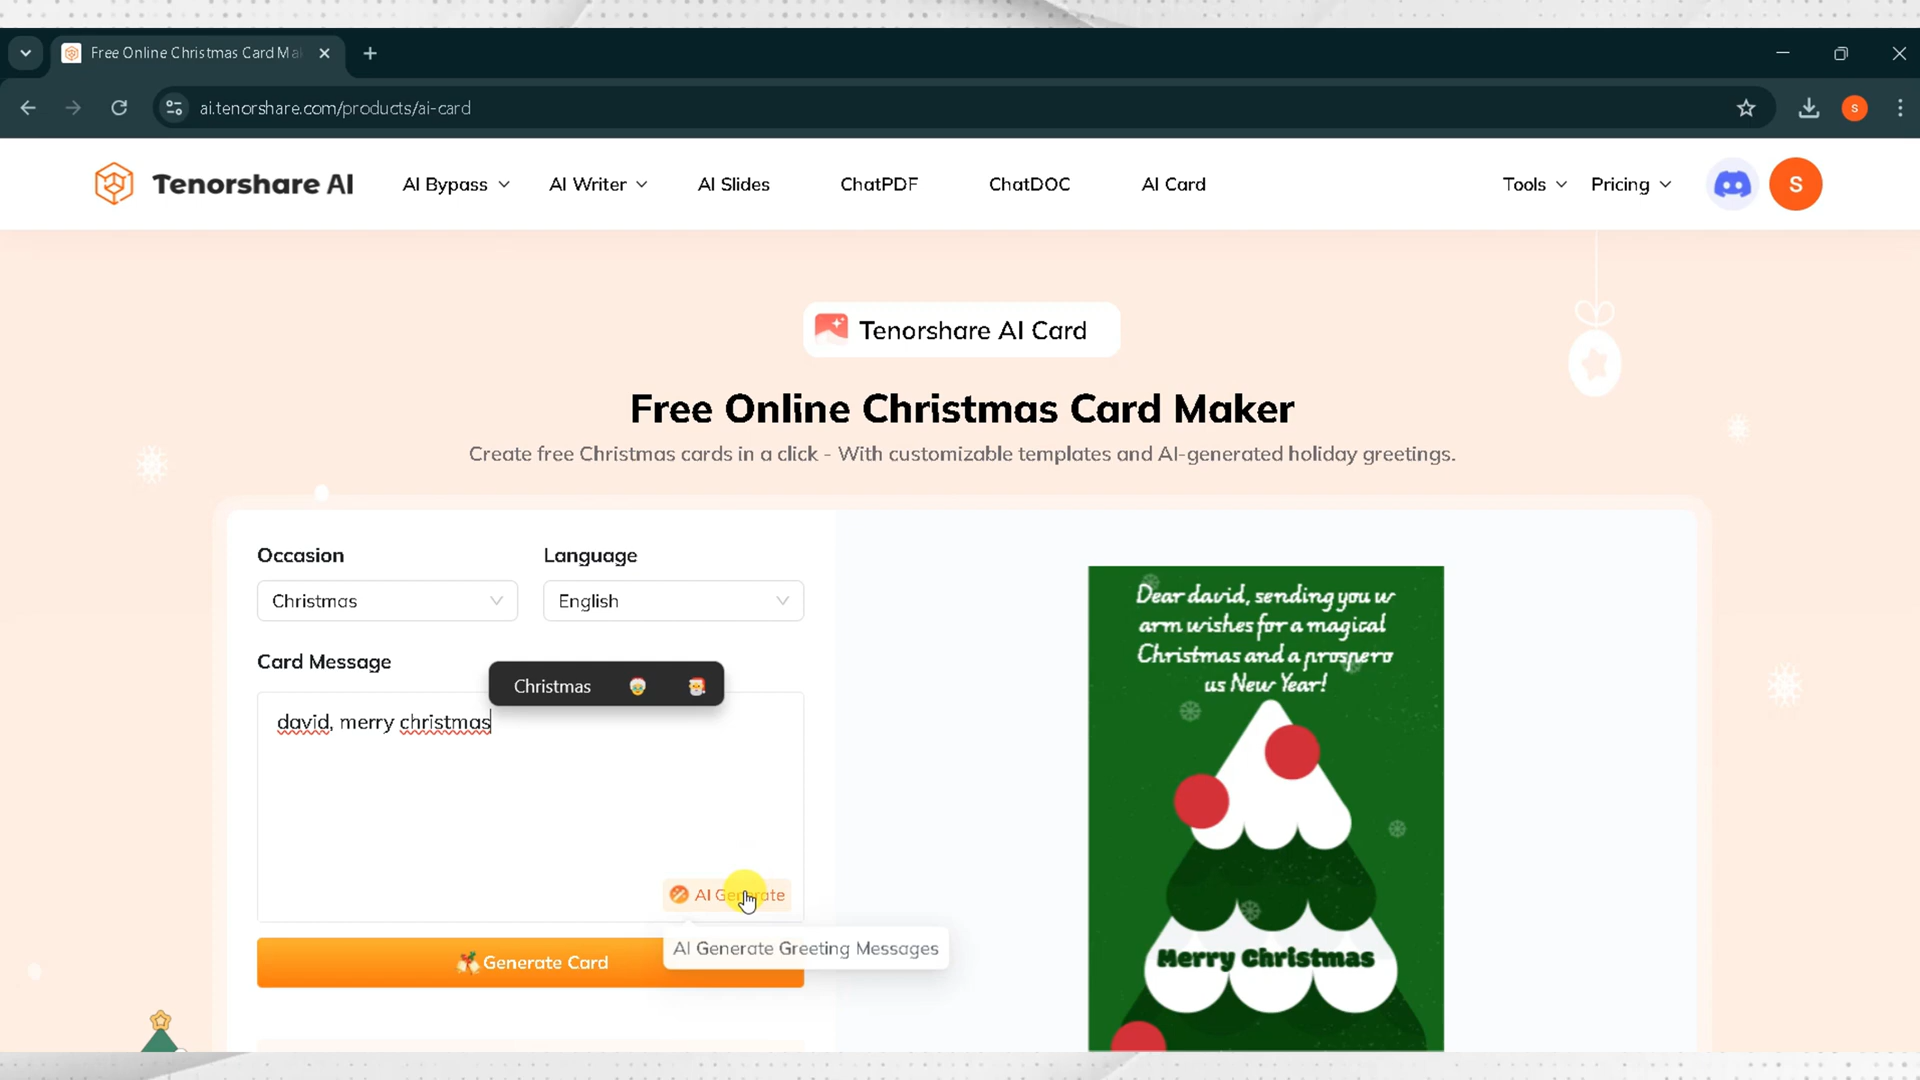 Free Online Christmas Card Ma
ai.tenorshare.com/products/ai-card
S
Tenorshare AI
AI Bypass
AI Writer
AI Slides
ChatPDF
ChatDOC
AI Card
Tools
Pricing
S
Tenorshare AI Card
Free Online Christmas Card Maker
Create free Christmas cards in a click - With customizable templates and AI-generated holiday greetings.
Occasion
Language
Christmas
English
Card Message
Christmas
david, merry christmas
AI Generate
AI Generate Greeting Messages
Generate Card
Dear david, sending you w
arm wishes for a magical
Christmas and a prospero
us New Year!
Merry Christmas